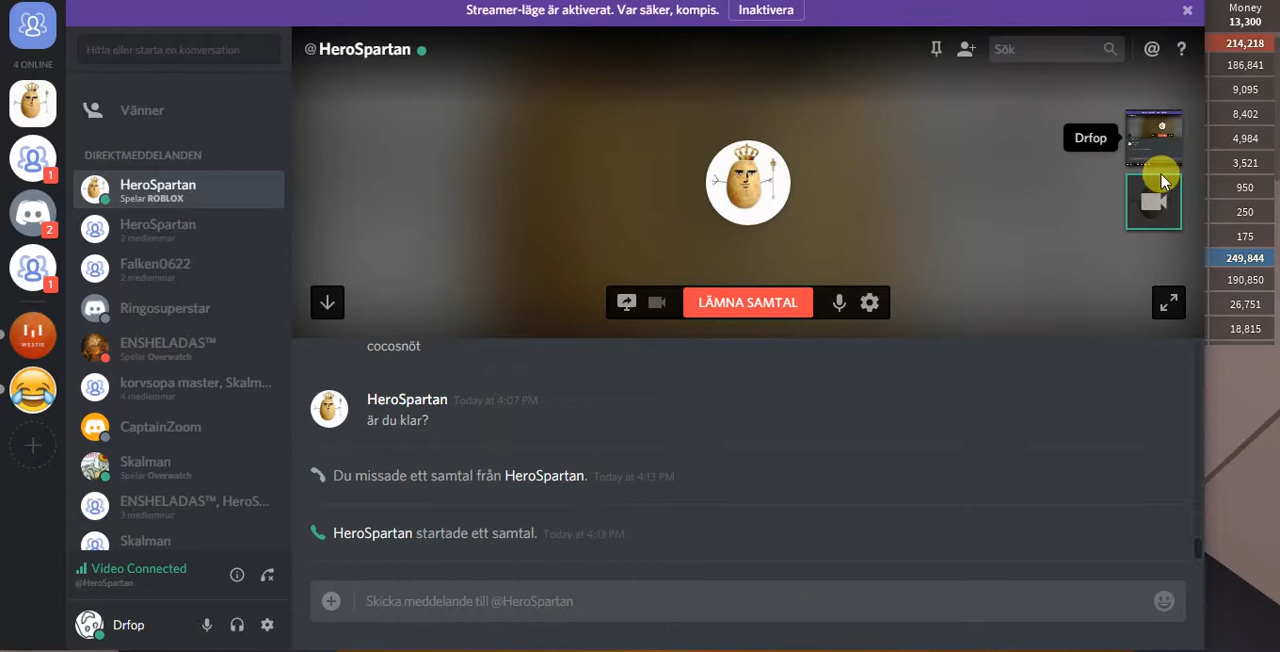 Streamer-läge är aktiverat. Var säker, kompis.
Inaktivera
Hitta eller starta en konversation
@HeroSpartan
Sök
@
?
4 ONLINE
1
2
1
WESTIE
Vänner
DIREKTMEDDELANDEN
HeroSpartan
Spelar ROBLOX
HeroSpartan
2 medlemmar
Falken0622
2 medlemmar
Ringosuperstar
ENSHELADAS™
Spelar Overwatch
korvsopa master, Skalm...
4 medlemmar
CaptainZoom
Skalman
Spelar Overwatch
ENSHELADAS™, HeroS...
3 medlemmar
Skalman
Video Connected
@HeroSpartan
Drfop
Drfop
LÄMNA SAMTAL
cocosnöt
HeroSpartan Today at 4:07 PM
är du klar?
Du missade ett samtal från HeroSpartan. Today at 4:13 PM
HeroSpartan startade ett samtal. Today at 4:13 PM
Skicka meddelande till @HeroSpartan
Money
13,300
214,218
186,841
9,095
8,402
4,984
3,521
950
250
175
249,844
190,850
26,751
18,815